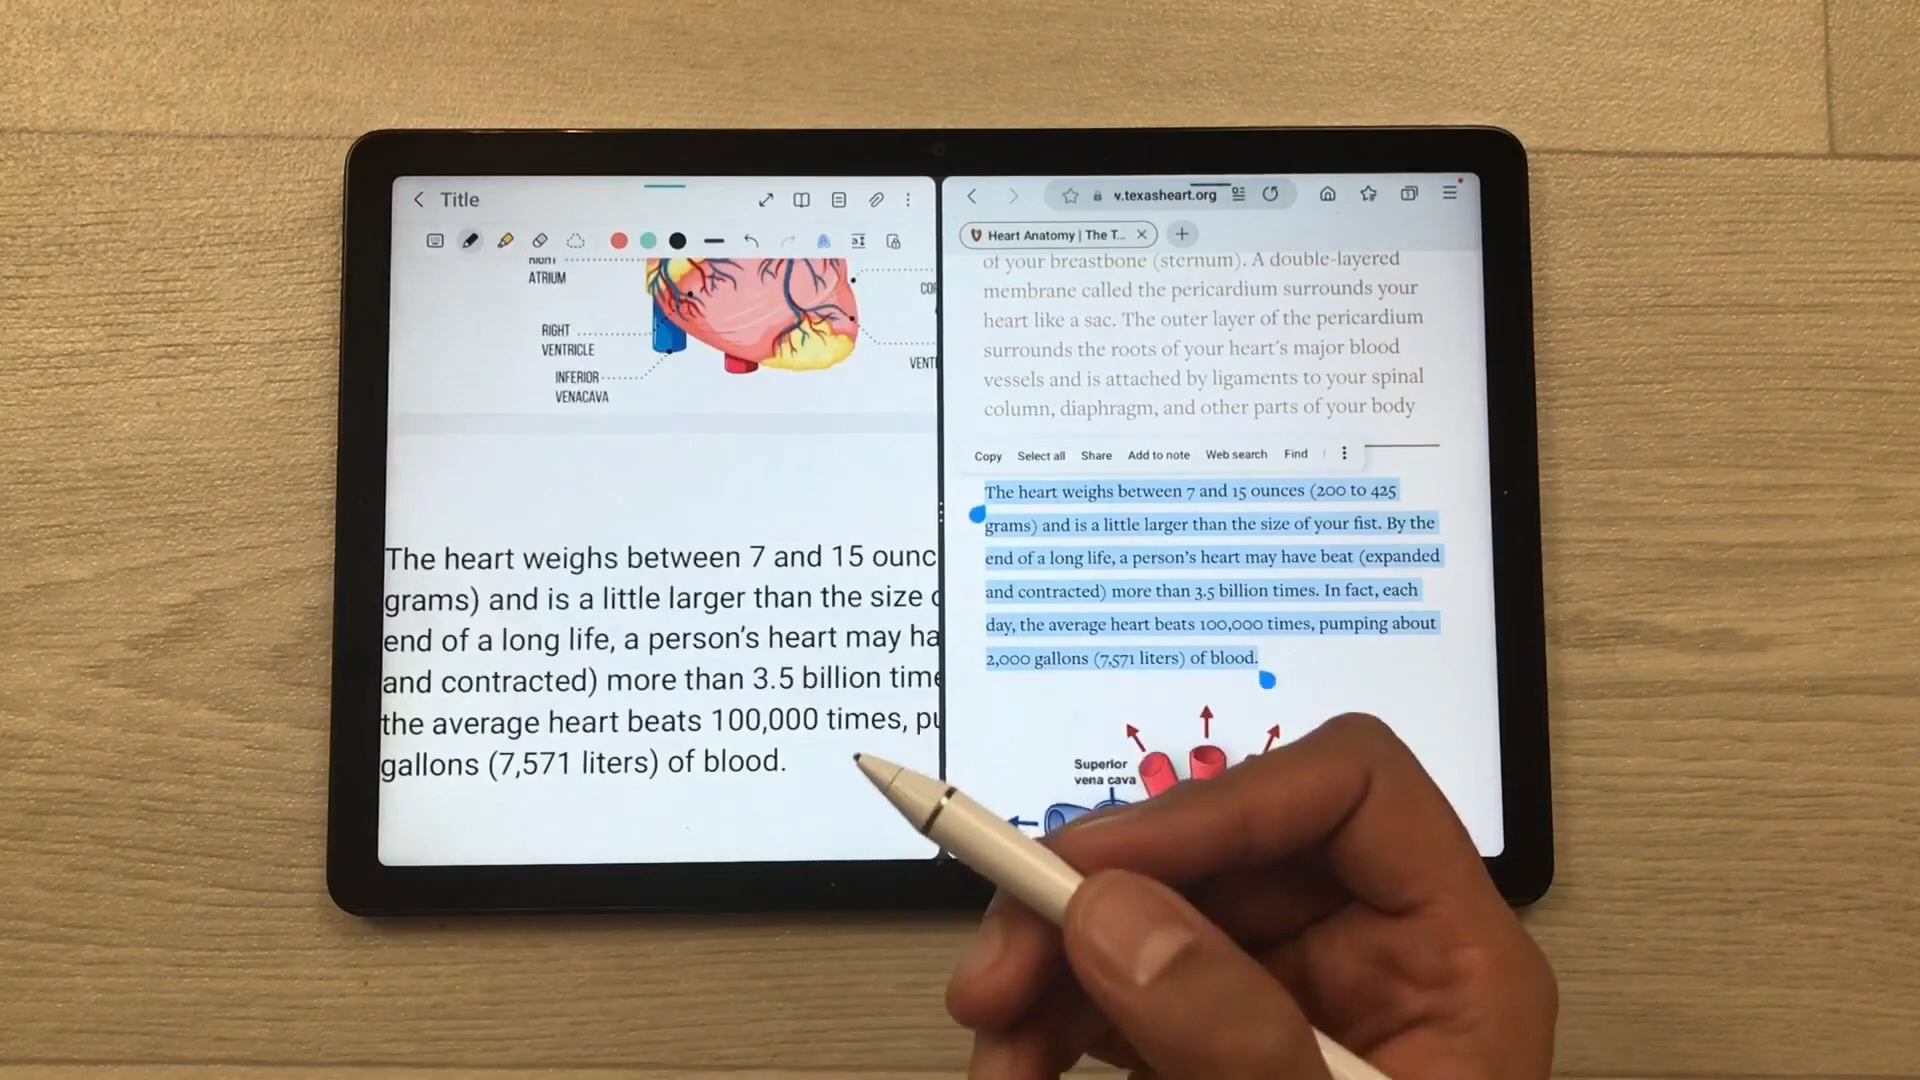 Title
ATRIUM
RIGHT
VENTRICLE
INFERIOR
VENACAVA
The heart weighs between 7 and 15 ounc
grams) and is a little larger than the size
end of a long life, a person's heart may ha
and contracted) more than 3.5 billion time
the average heart beats 100,000 times, pu
gallons (7,571 liters) of blood.
v.texasheart.org
Heart Anatomy | The T...
of your breastbone (sternum). A double-layered
membrane called the pericardium surrounds your
heart like a sac. The outer layer of the pericardium
surrounds the roots of your heart's major blood
vessels and is attached by ligaments to your spinal
column, diaphragm, and other parts of your body
Copy Select all Share Add to note Web search Find
The heart weighs between 7 and 15 ounces (200 to 425
grams) and is a little larger than the size of your fist. By the
end of a long life, a person's heart may have beat (expanded
and contracted) more than 3.5 billion times. In fact, each
day, the average heart beats 100,000 times, pumping about
2,000 gallons (7,571 liters) of blood.
Superior
vena cava